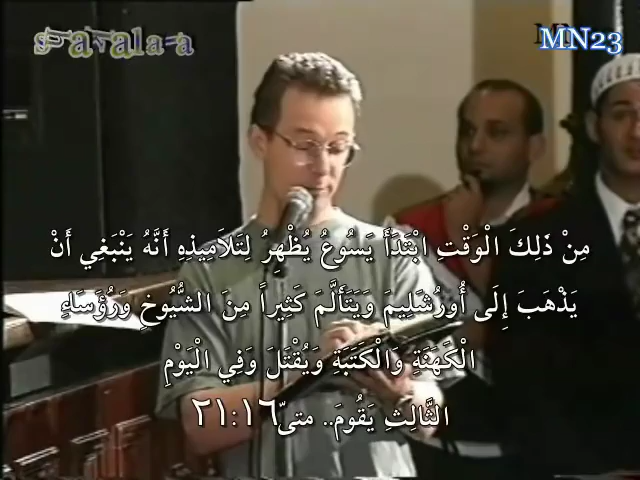 savalas
MN23
مِنْ ذَلِكَ الْوَقْتِ ابْتَدَأَ يَسُوعُ يُظْهِرُ لِتَلاَمِيذِهِ أَنَّهُ يَنْبَغِي أَنْ
يَذْهَبَ إِلَى أُورُشَلِيمَ وَيَتَأَلَّمَ كَثِيراً مِنَ الشُّيُوخِ وَرُؤَسَاءِ
الْكَهَنَةِ وَالْكَتَبَةِ وَيُقْتَلَ وَفِي الْيَوْمِ
الثَّالِثِ يَقُومَ.. متىّ٢١:١٦